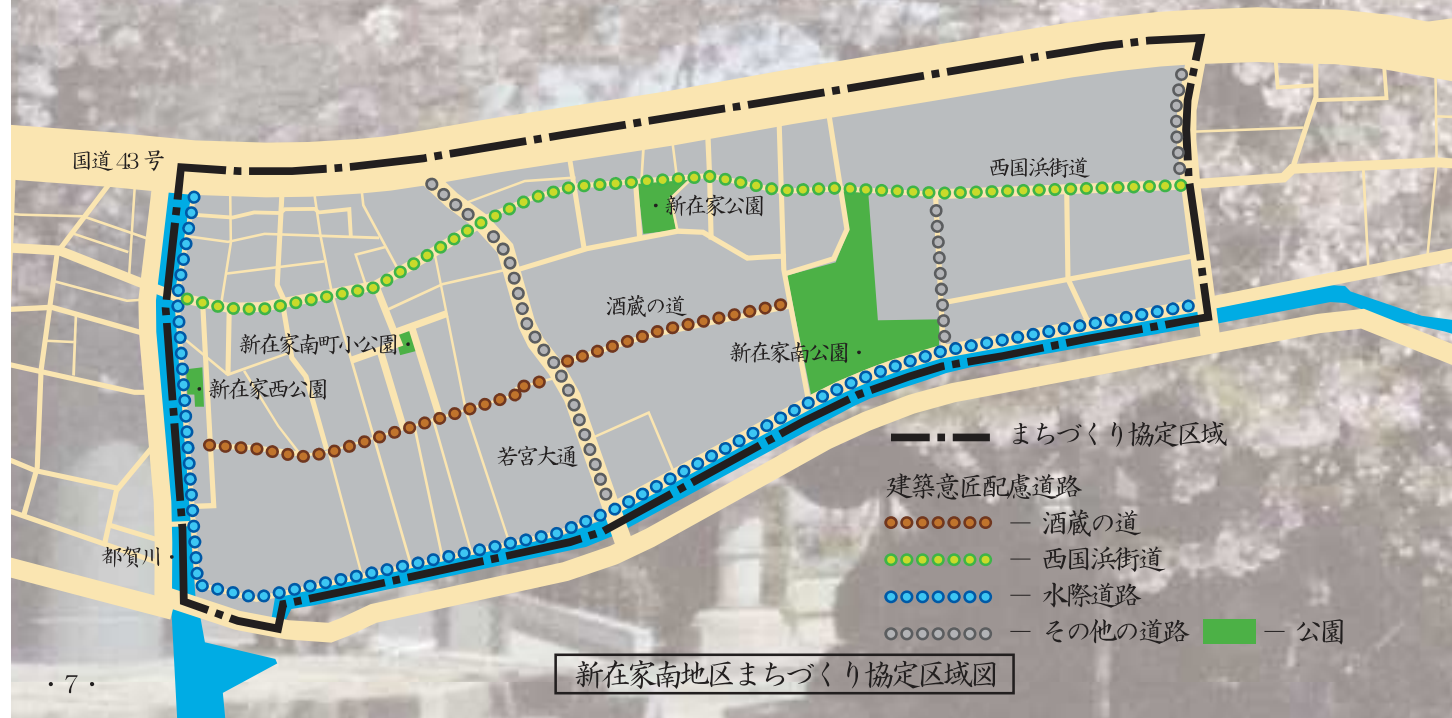 国道43号
西国浜街道
・新在家公園
酒蔵の道
新在家南町小公園・
新在家南公園・
・新在家西公園
若宮大通
都賀川・
まちづくり協定区域
建築意匠配慮道路
— 酒蔵の道
— 西国浜街道
— 水際道路
— その他の道路 — 公園
新在家南地区まちづくり協定区域図
・7・